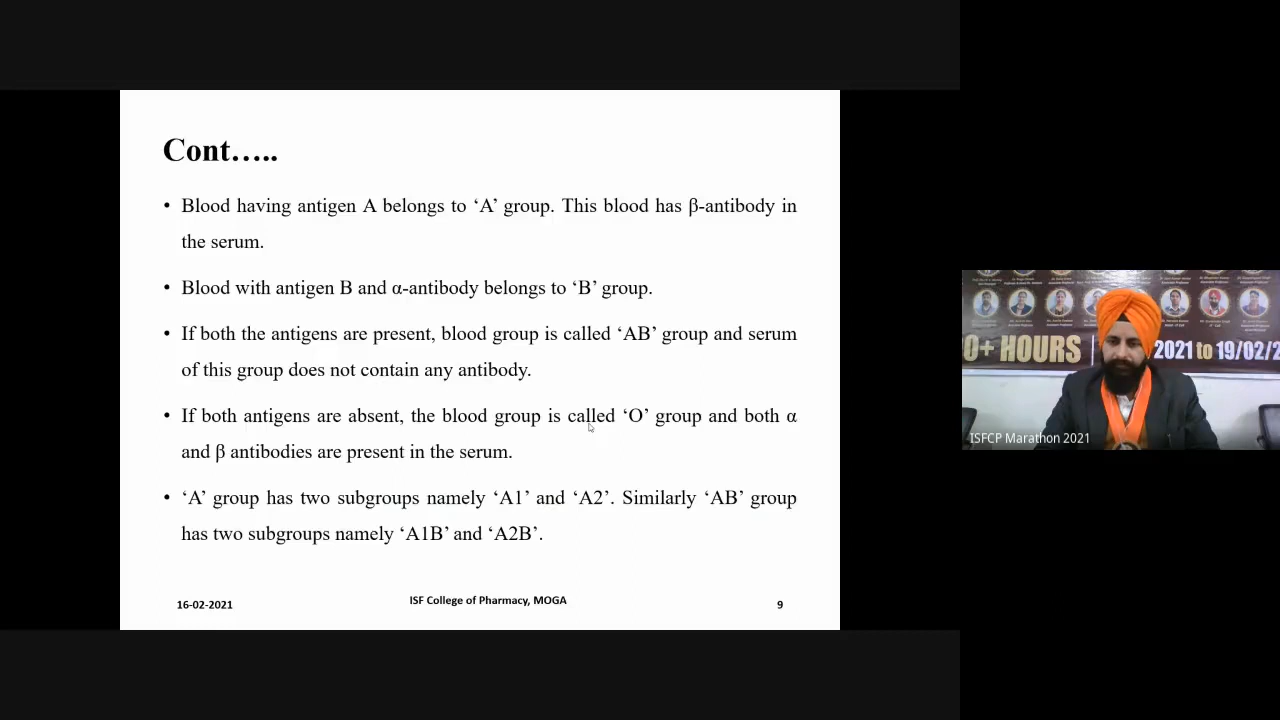 Cont…..
• Blood having antigen A belongs to ‘A’ group. This blood has β-antibody in
the serum.
• Blood with antigen B and α-antibody belongs to ‘B’ group.
• If both the antigens are present, blood group is called ‘AB’ group and serum
of this group does not contain any antibody.
• If both antigens are absent, the blood group is called ‘O’ group and both α
and β antibodies are present in the serum.
• ‘A’ group has two subgroups namely ‘A1’ and ‘A2’. Similarly ‘AB’ group
has two subgroups namely ‘A1B’ and ‘A2B’.
16-02-2021
ISF College of Pharmacy, MOGA
9
0+ HOURS
2021 to 19/02/2
ISFCP Marathon 2021